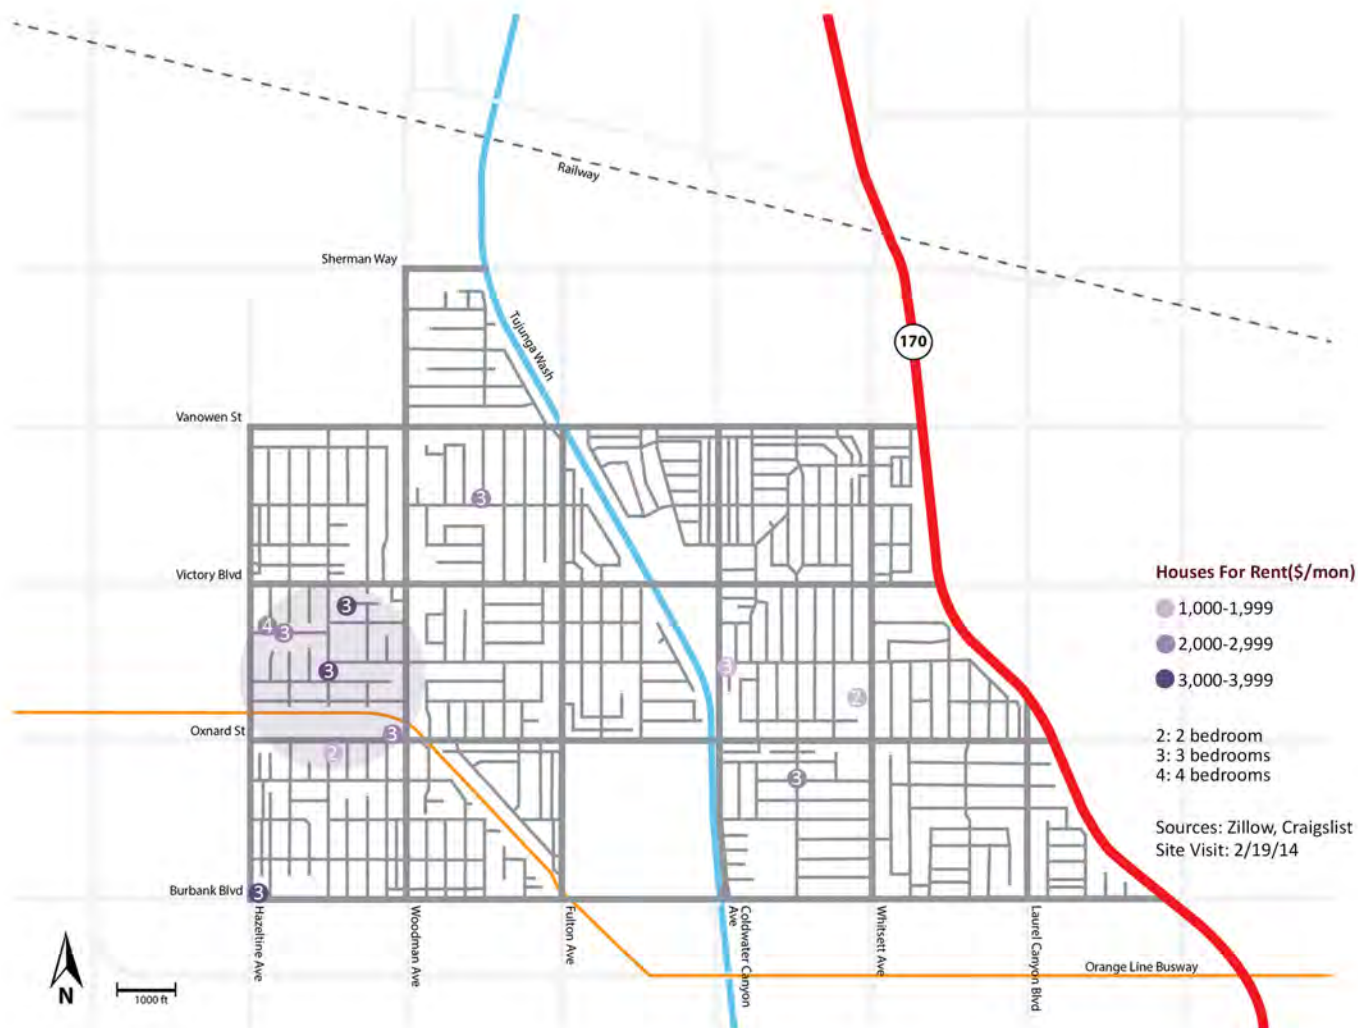 Railway
Sherman Way
Tujunga Wash
170
Vanowen St
3
Victory Blvd
Houses For Rent($/mon)
1,000-1,999
2,000-2,999
3,000-3,999
3
4
3
3
3
2
Oxnard St
3
2
2: 2 bedroom
3: 3 bedrooms
4: 4 bedrooms
3
Sources: Zillow, Craigslist
Site Visit: 2/19/14
Burbank Blvd
3
Hazeltine Ave
Woodman Ave
Fulton Ave
Coldwater Canyon
Ave
Whitsett Ave
Laurel Canyon Blvd
Orange Line Busway
N
1000 ft